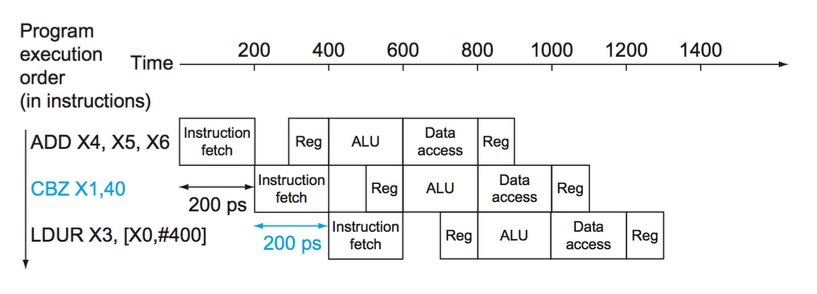 Program
execution
order
(in instructions)
Time
200 400 600 800 1000 1200 1400
ADD X4, X5, X6
Instruction
fetch
Reg
ALU
Data
access
Reg
CBZ X1,40
200 ps
Instruction
fetch
Reg
ALU
Data
access
Reg
LDUR X3, [X0,#400]
200 ps
Instruction
fetch
Reg
ALU
Data
access
Reg